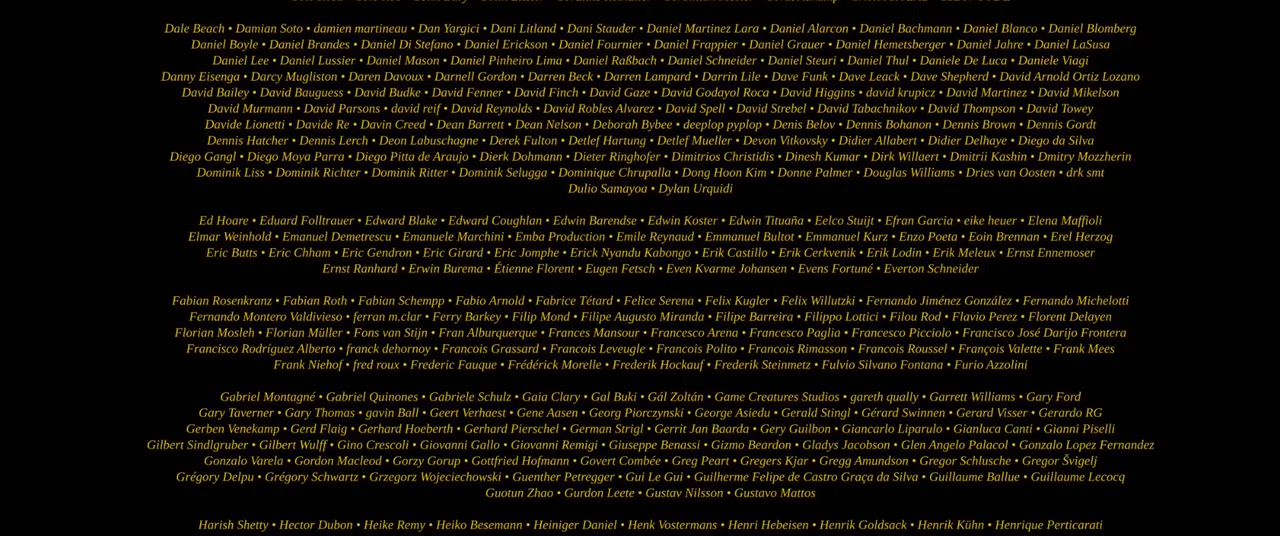 Dale Beach • Damian Soto • damien martineau • Dan Yargici • Dani Litland • Dani Stauder • Daniel Martinez Lara • Daniel Alarcon • Daniel Bachmann • Daniel Blanco • Daniel Blomberg
Daniel Boyle • Daniel Brandes • Daniel Di Stefano • Daniel Erickson • Daniel Fournier • Daniel Frappier • Daniel Grauer • Daniel Hemetsberger • Daniel Jahre • Daniel LaSusa
Daniel Lee • Daniel Lussier • Daniel Mason • Daniel Pinheiro Lima • Daniel Raßbach • Daniel Schneider • Daniel Steuri • Daniel Thul • Daniele De Luca • Daniele Viagi
Danny Eisenga • Darcy Mugliston • Daren Davoux • Darnell Gordon • Darren Beck • Darren Lampard • Darrin Lile • Dave Funk • Dave Leack • Dave Shepherd • David Arnold Ortiz Lozano
David Bailey • David Bauguess • David Budke • David Fenner • David Finch • David Gaze • David Godayol Roca • David Higgins • david krupicz • David Martinez • David Mikelson
David Murmann • David Parsons • david reif • David Reynolds • David Robles Alvarez • David Spell • David Strebel • David Tabachnikov • David Thompson • David Towey
Davide Lionetti • Davide Re • Davin Creed • Dean Barrett • Dean Nelson • Deborah Bybee • deeplop pyplop • Denis Belov • Dennis Bohanon • Dennis Brown • Dennis Gordt
Dennis Hatcher • Dennis Lerch • Deon Labuschagne • Derek Fulton • Detlef Hartung • Detlef Mueller • Devon Vitkovsky • Didier Allabert • Didier Delhaye • Diego da Silva
Diego Gangl • Diego Moya Parra • Diego Pitta de Araujo • Dierk Dohmann • Dieter Ringhofer • Dimitrios Christidis • Dinesh Kumar • Dirk Willaert • Dmitrii Kashin • Dmitry Mozzherin
Dominik Liss • Dominik Richter • Dominik Ritter • Dominik Selugga • Dominique Chrupalla • Dong Hoon Kim • Donne Palmer • Douglas Williams • Dries van Oosten • drk smt
Dulio Samayoa • Dylan Urquidi
Ed Hoare • Eduard Folltrauer • Edward Blake • Edward Coughlan • Edwin Barendse • Edwin Koster • Edwin Tituaña • Eelco Stuijt • Efran Garcia • eike heuer • Elena Maffioli
Elmar Weinhold • Emanuel Demetrescu • Emanuele Marchini • Emba Production • Emile Reynaud • Emmanuel Bultot • Emmanuel Kurz • Enzo Poeta • Eoin Brennan • Erel Herzog
Eric Butts • Eric Chham • Eric Gendron • Eric Girard • Eric Jomphe • Erick Nyandu Kabongo • Erik Castillo • Erik Cerkvenik • Erik Lodin • Erik Meleux • Ernst Ennemoser
Ernst Ranhard • Erwin Burema • Étienne Florent • Eugen Fetsch • Even Kvarme Johansen • Evens Fortuné • Everton Schneider
Fabian Rosenkranz • Fabian Roth • Fabian Schempp • Fabio Arnold • Fabrice Tétard • Felice Serena • Felix Kugler • Felix Willutzki • Fernando Jiménez González • Fernando Michelotti
Fernando Montero Valdivieso • ferran m.clar • Ferry Barkey • Filip Mond • Filipe Augusto Miranda • Filipe Barreira • Filippo Lottici • Filou Rod • Flavio Perez • Florent Delayen
Florian Mosleh • Florian Müller • Fons van Stijn • Fran Alburquerque • Frances Mansour • Francesco Arena • Francesco Paglia • Francesco Picciolo • Francisco José Darijo Frontera
Francisco Rodríguez Alberto • franck dehornoy • Francois Grassard • Francois Leveugle • Francois Polito • Francois Rimasson • Francois Roussel • François Valette • Frank Mees
Frank Niehof • fred roux • Frederic Fauque • Frédérick Morelle • Frederik Hockauf • Frederik Steinmetz • Fulvio Silvano Fontana • Furio Azzolini
Gabriel Montagné • Gabriel Quinones • Gabriele Schulz • Gaia Clary • Gal Buki • Gál Zoltán • Game Creatures Studios • gareth qually • Garrett Williams • Gary Ford
Gary Taverner • Gary Thomas • gavin Ball • Geert Verhaest • Gene Aasen • Georg Piorczynski • George Asiedu • Gerald Stingl • Gérard Swinnen • Gerard Visser • Gerardo RG
Gerben Venekamp • Gerd Flaig • Gerhard Hoeberth • Gerhard Pierschel • German Strigl • Gerrit Jan Baarda • Gery Guilbon • Giancarlo Liparulo • Gianluca Canti • Gianni Piselli
Gilbert Sindlgruber • Gilbert Wulff • Gino Crescoli • Giovanni Gallo • Giovanni Remigi • Giuseppe Benassi • Gizmo Beardon • Gladys Jacobson • Glen Angelo Palacol • Gonzalo Lopez Fernandez
Gonzalo Varela • Gordon Macleod • Gorzy Gorup • Gottfried Hofmann • Govert Combée • Greg Peart • Gregers Kjar • Gregg Amundson • Gregor Schlusche • Gregor Švigelj
Grégory Delpu • Grégory Schwartz • Grzegorz Wojeciechowski • Guenther Petregger • Gui Le Gui • Guilherme Felipe de Castro Graça da Silva • Guillaume Ballue • Guillaume Lecocq
Guotun Zhao • Gurdon Leete • Gustav Nilsson • Gustavo Mattos
Harish Shetty • Hector Dubon • Heike Remy • Heiko Besemann • Heiniger Daniel • Henk Vostermans • Henri Hebeisen • Henrik Goldsack • Henrik Kühn • Henrique Perticarati